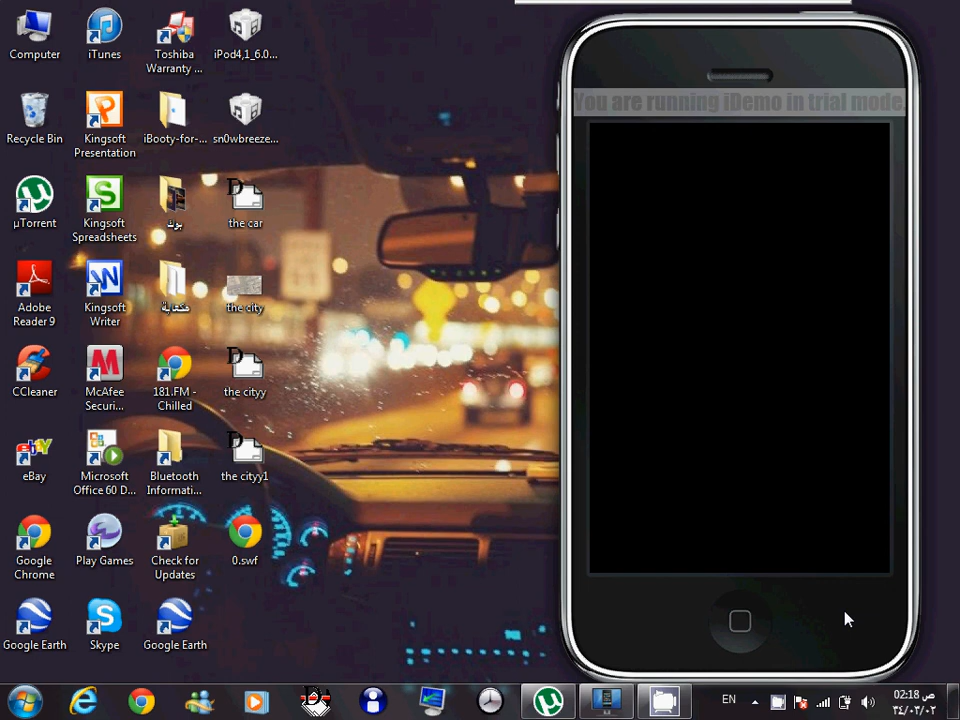 Computer
iTunes
Toshiba
Warranty ...
iPod4,1_6.0...
You are running iDemo in trial mode.
Recycle Bin
Kingsoft
Presentation
iBooty-for-...
sn0wbreeze...
µTorrent
Kingsoft
Spreadsheets
بوك
the car
Adobe
Reader 9
Kingsoft
Writer
the city
CCleaner
McAfee
Securi...
181.FM -
Chilled
the cityy
eBay
Microsoft
Office 60 D...
Bluetooth
Informati...
the cityy1
Google
Chrome
Play Games
Check for
Updates
0.swf
Google Earth
Skype
Google Earth
EN
02:18 ص
٣٤/٠٣/٠٢